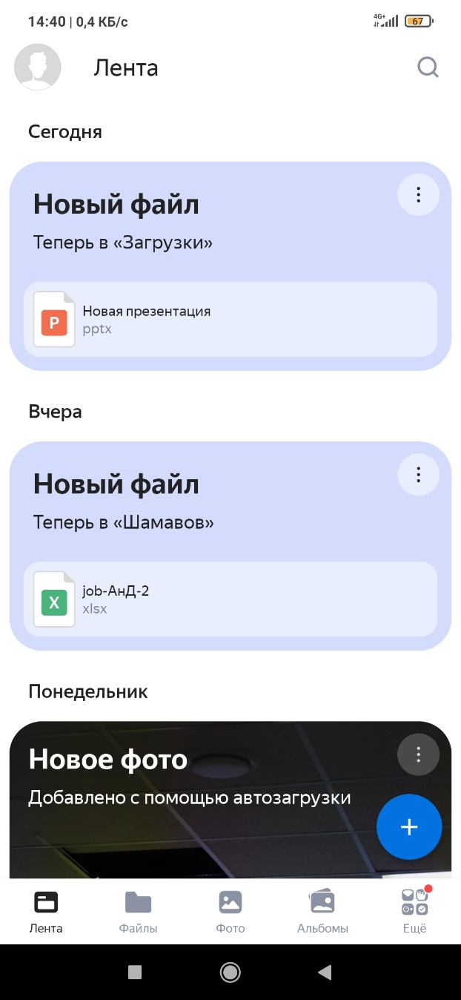 14:40 | 0,4 КБ/с
4G+
67
Лента
Сегодня
Новый файл
Теперь в «Загрузки»
P
Новая презентация
pptx
Вчера
Новый файл
Теперь в «Шамавов»
X
job-АнД-2
xlsx
Понедельник
Новое фото
Добавлено с помощью автозагрузки
Лента
Файлы
Фото
Альбомы
Ещё